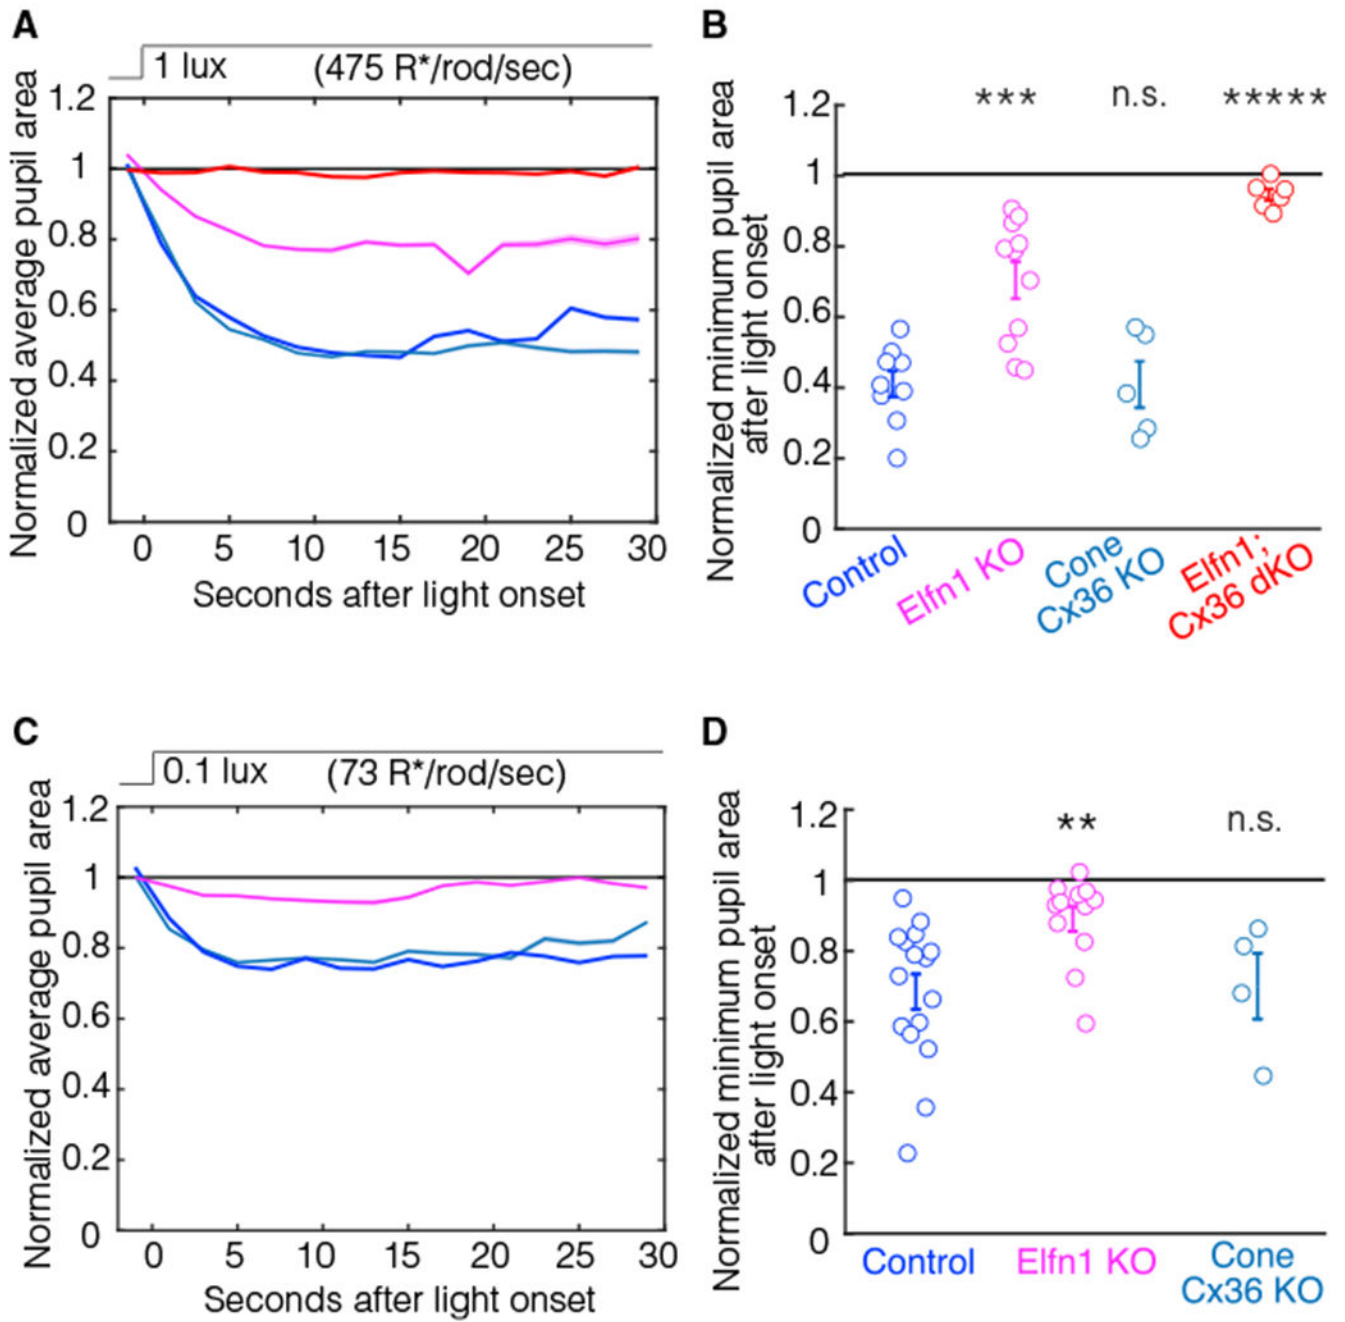 A
1 lux (475 R*/rod/sec)
Normalized average pupil area
1.2
1
0.8
0.6
0.4
0.2
0
0 5 10 15 20 25 30
Seconds after light onset
B
*** n.s. *****
Normalized minimum pupil area
after light onset
1.2
1
0.8
0.6
0.4
0.2
0
Control
Elfn1 KO
Cone
Cx36 KO
Elfn1;
Cx36 dKO
C
0.1 lux (73 R*/rod/sec)
Normalized average pupil area
1.2
1
0.8
0.6
0.4
0.2
0
0 5 10 15 20 25 30
Seconds after light onset
D
** n.s.
Normalized minimum pupil area
after light onset
1.2
1
0.8
0.6
0.4
0.2
0
Control
Elfn1 KO
Cone
Cx36 KO